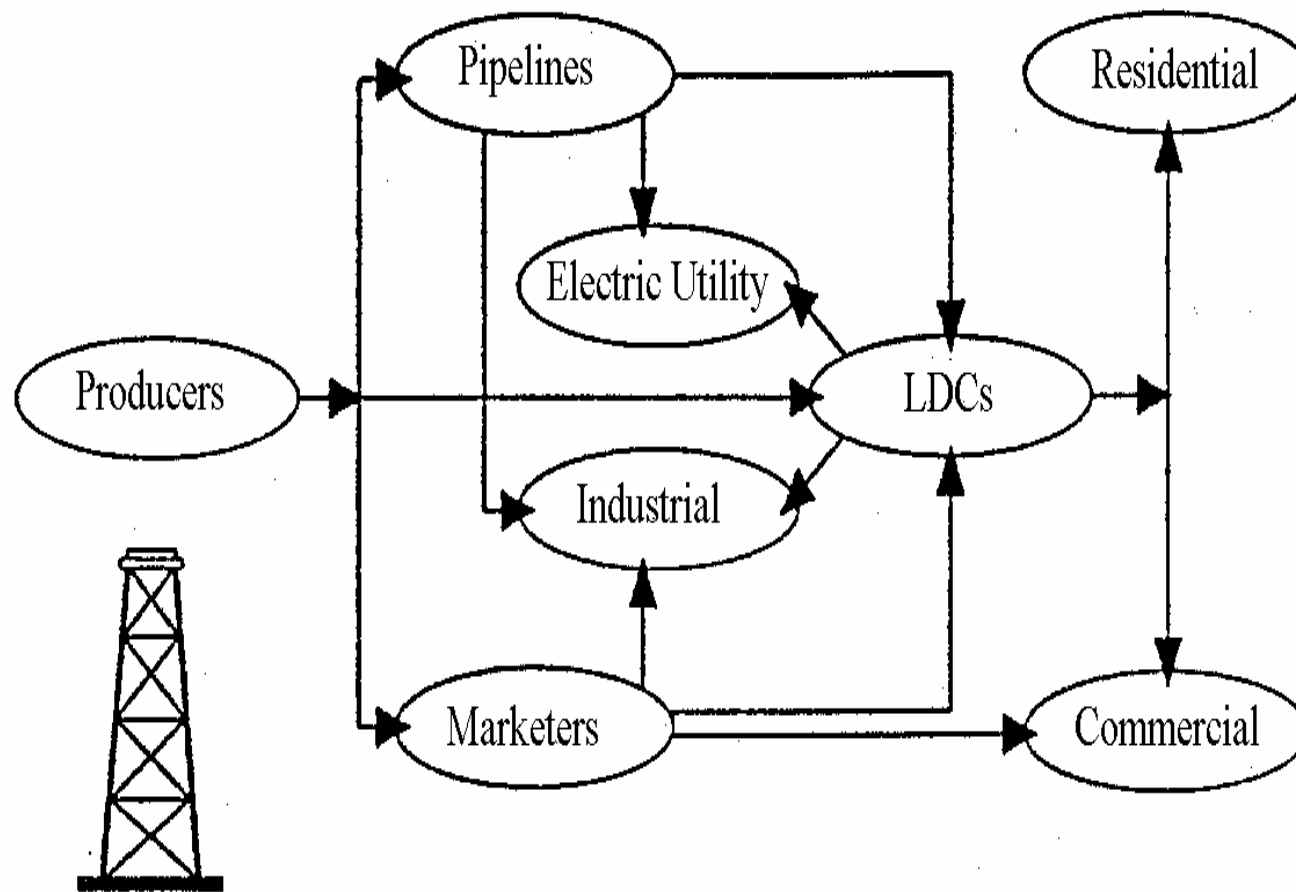 Pipelines
Residential
Electric Utility
Producers
LDCs
Industrial
Marketers
Commercial